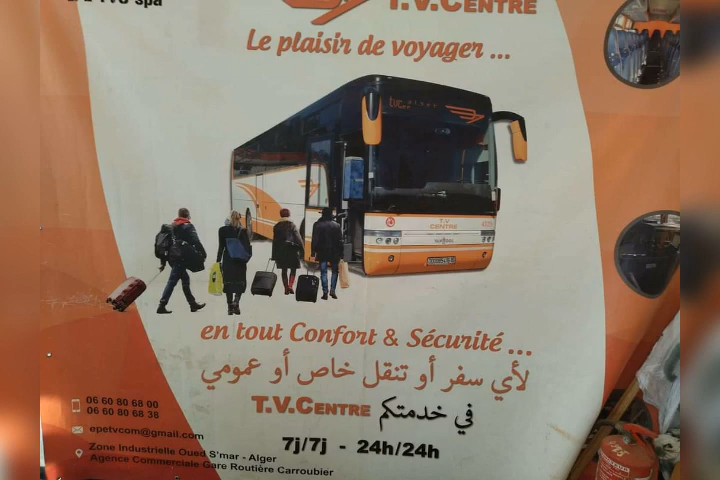 T.V.CENTRE
Le plaisir de voyager ...
T.V
CENTRE
en tout Confort & Sécurité ...
لأي سفر أو تنقل خاص أو عمومي
في خدمتكم T.V.CENTRE
7j/7j - 24h/24h
06 60 80 68 00
06 60 80 68 38
epetvcom@gmail.com
Zone Industrielle Oued S'mar - Alger
Agence Commerciale Gare Routière Carroubier